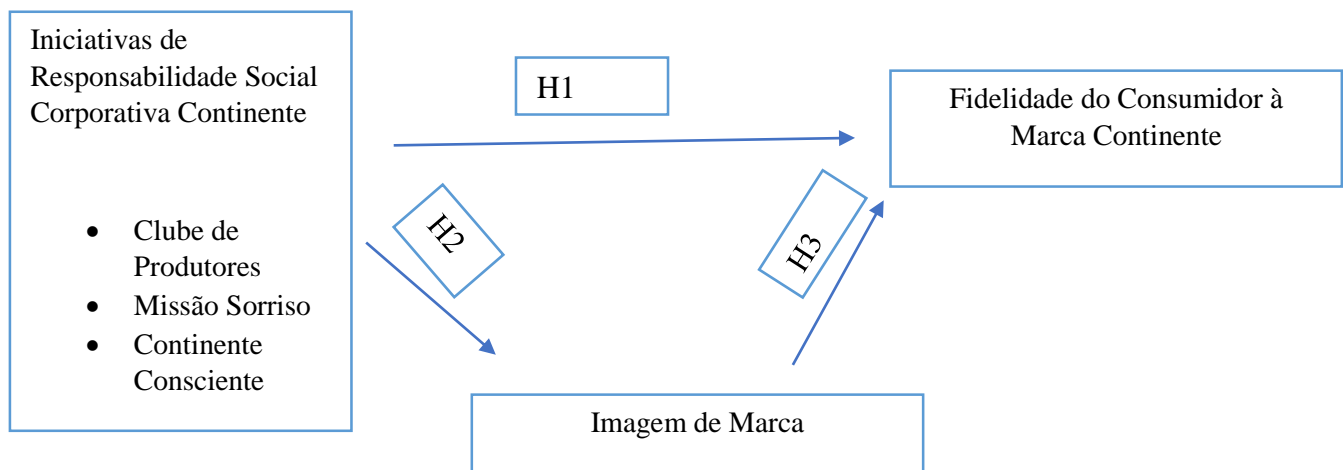 Iniciativas de
Responsabilidade Social
Corporativa Continente
• Clube de
Produtores
• Missão Sorriso
• Continente
Consciente
H1
H2
H3
Fidelidade do Consumidor à
Marca Continente
Imagem de Marca